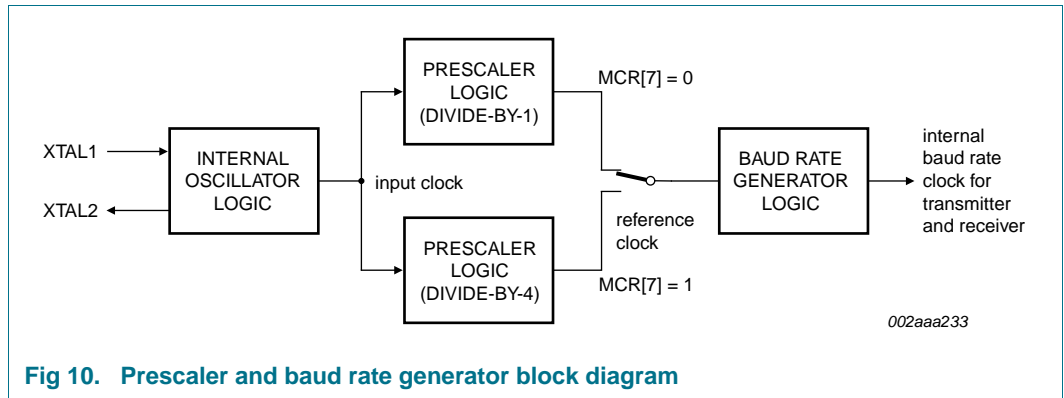 PRESCALER
LOGIC
(DIVIDE-BY-1)
MCR[7] = 0
XTAL1
XTAL2
INTERNAL
OSCILLATOR
LOGIC
input clock
BAUD RATE
GENERATOR
LOGIC
internal
baud rate
clock for
transmitter
and receiver
reference
clock
PRESCALER
LOGIC
(DIVIDE-BY-4)
MCR[7] = 1
002aaa233
Fig 10. Prescaler and baud rate generator block diagram